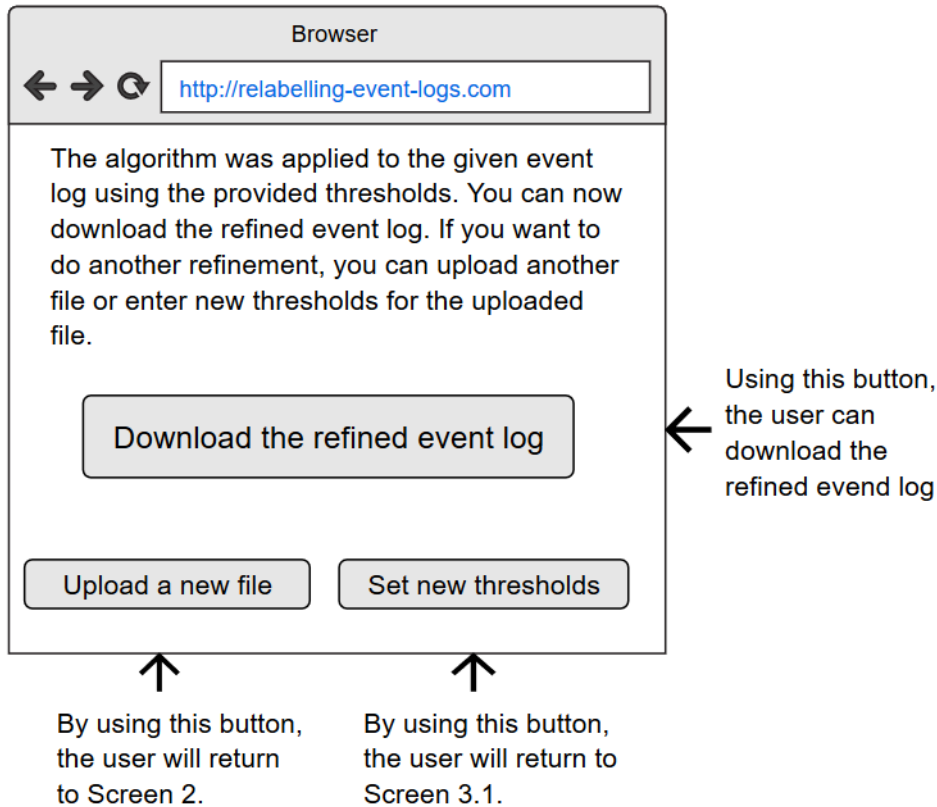 Browser
http://relabelling-event-logs.com
The algorithm was applied to the given event
log using the provided thresholds. You can now
download the refined event log. If you want to
do another refinement, you can upload another
file or enter new thresholds for the uploaded
file.
Download the refined event log
Using this button,
the user can
download the
refined evend log
Upload a new file
Set new thresholds
By using this button,
the user will return
to Screen 2.
By using this button,
the user will return to
Screen 3.1.